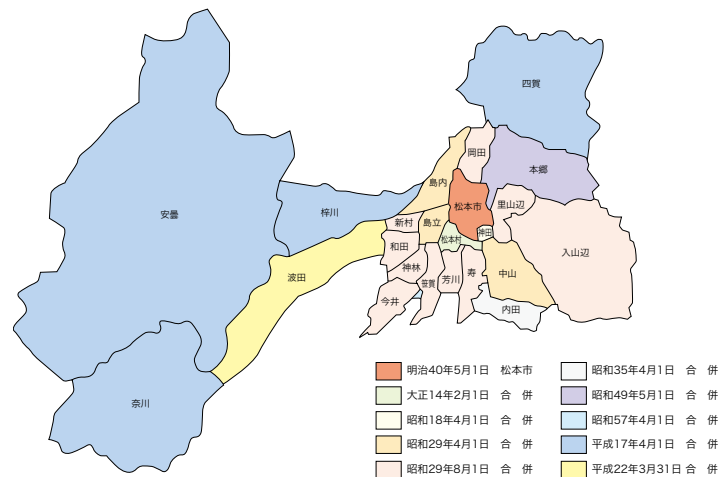 四賀
岡田
本郷
島内
安曇
梓川
松本市
里山辺
新村
島立
神田
松本村
和田
入山辺
神林
波田
笹賀
芳川
寿
中山
今井
内田
奈川
明治40年5月1日 松本市
大正14年2月1日 合 併
昭和18年4月1日 合 併
昭和29年4月1日 合 併
昭和29年8月1日 合 併
昭和35年4月1日 合 併
昭和49年5月1日 合 併
昭和57年4月1日 合 併
平成17年4月1日 合 併
平成22年3月31日 合 併